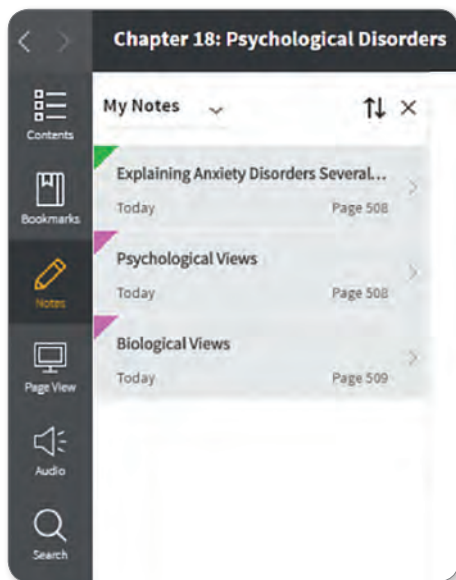 Chapter 18: Psychological Disorders
Contents
Bookmarks
Notes
Page View
Audio
Search
My Notes
Explaining Anxiety Disorders Several...
Today Page 508
Psychological Views
Today Page 508
Biological Views
Today Page 509